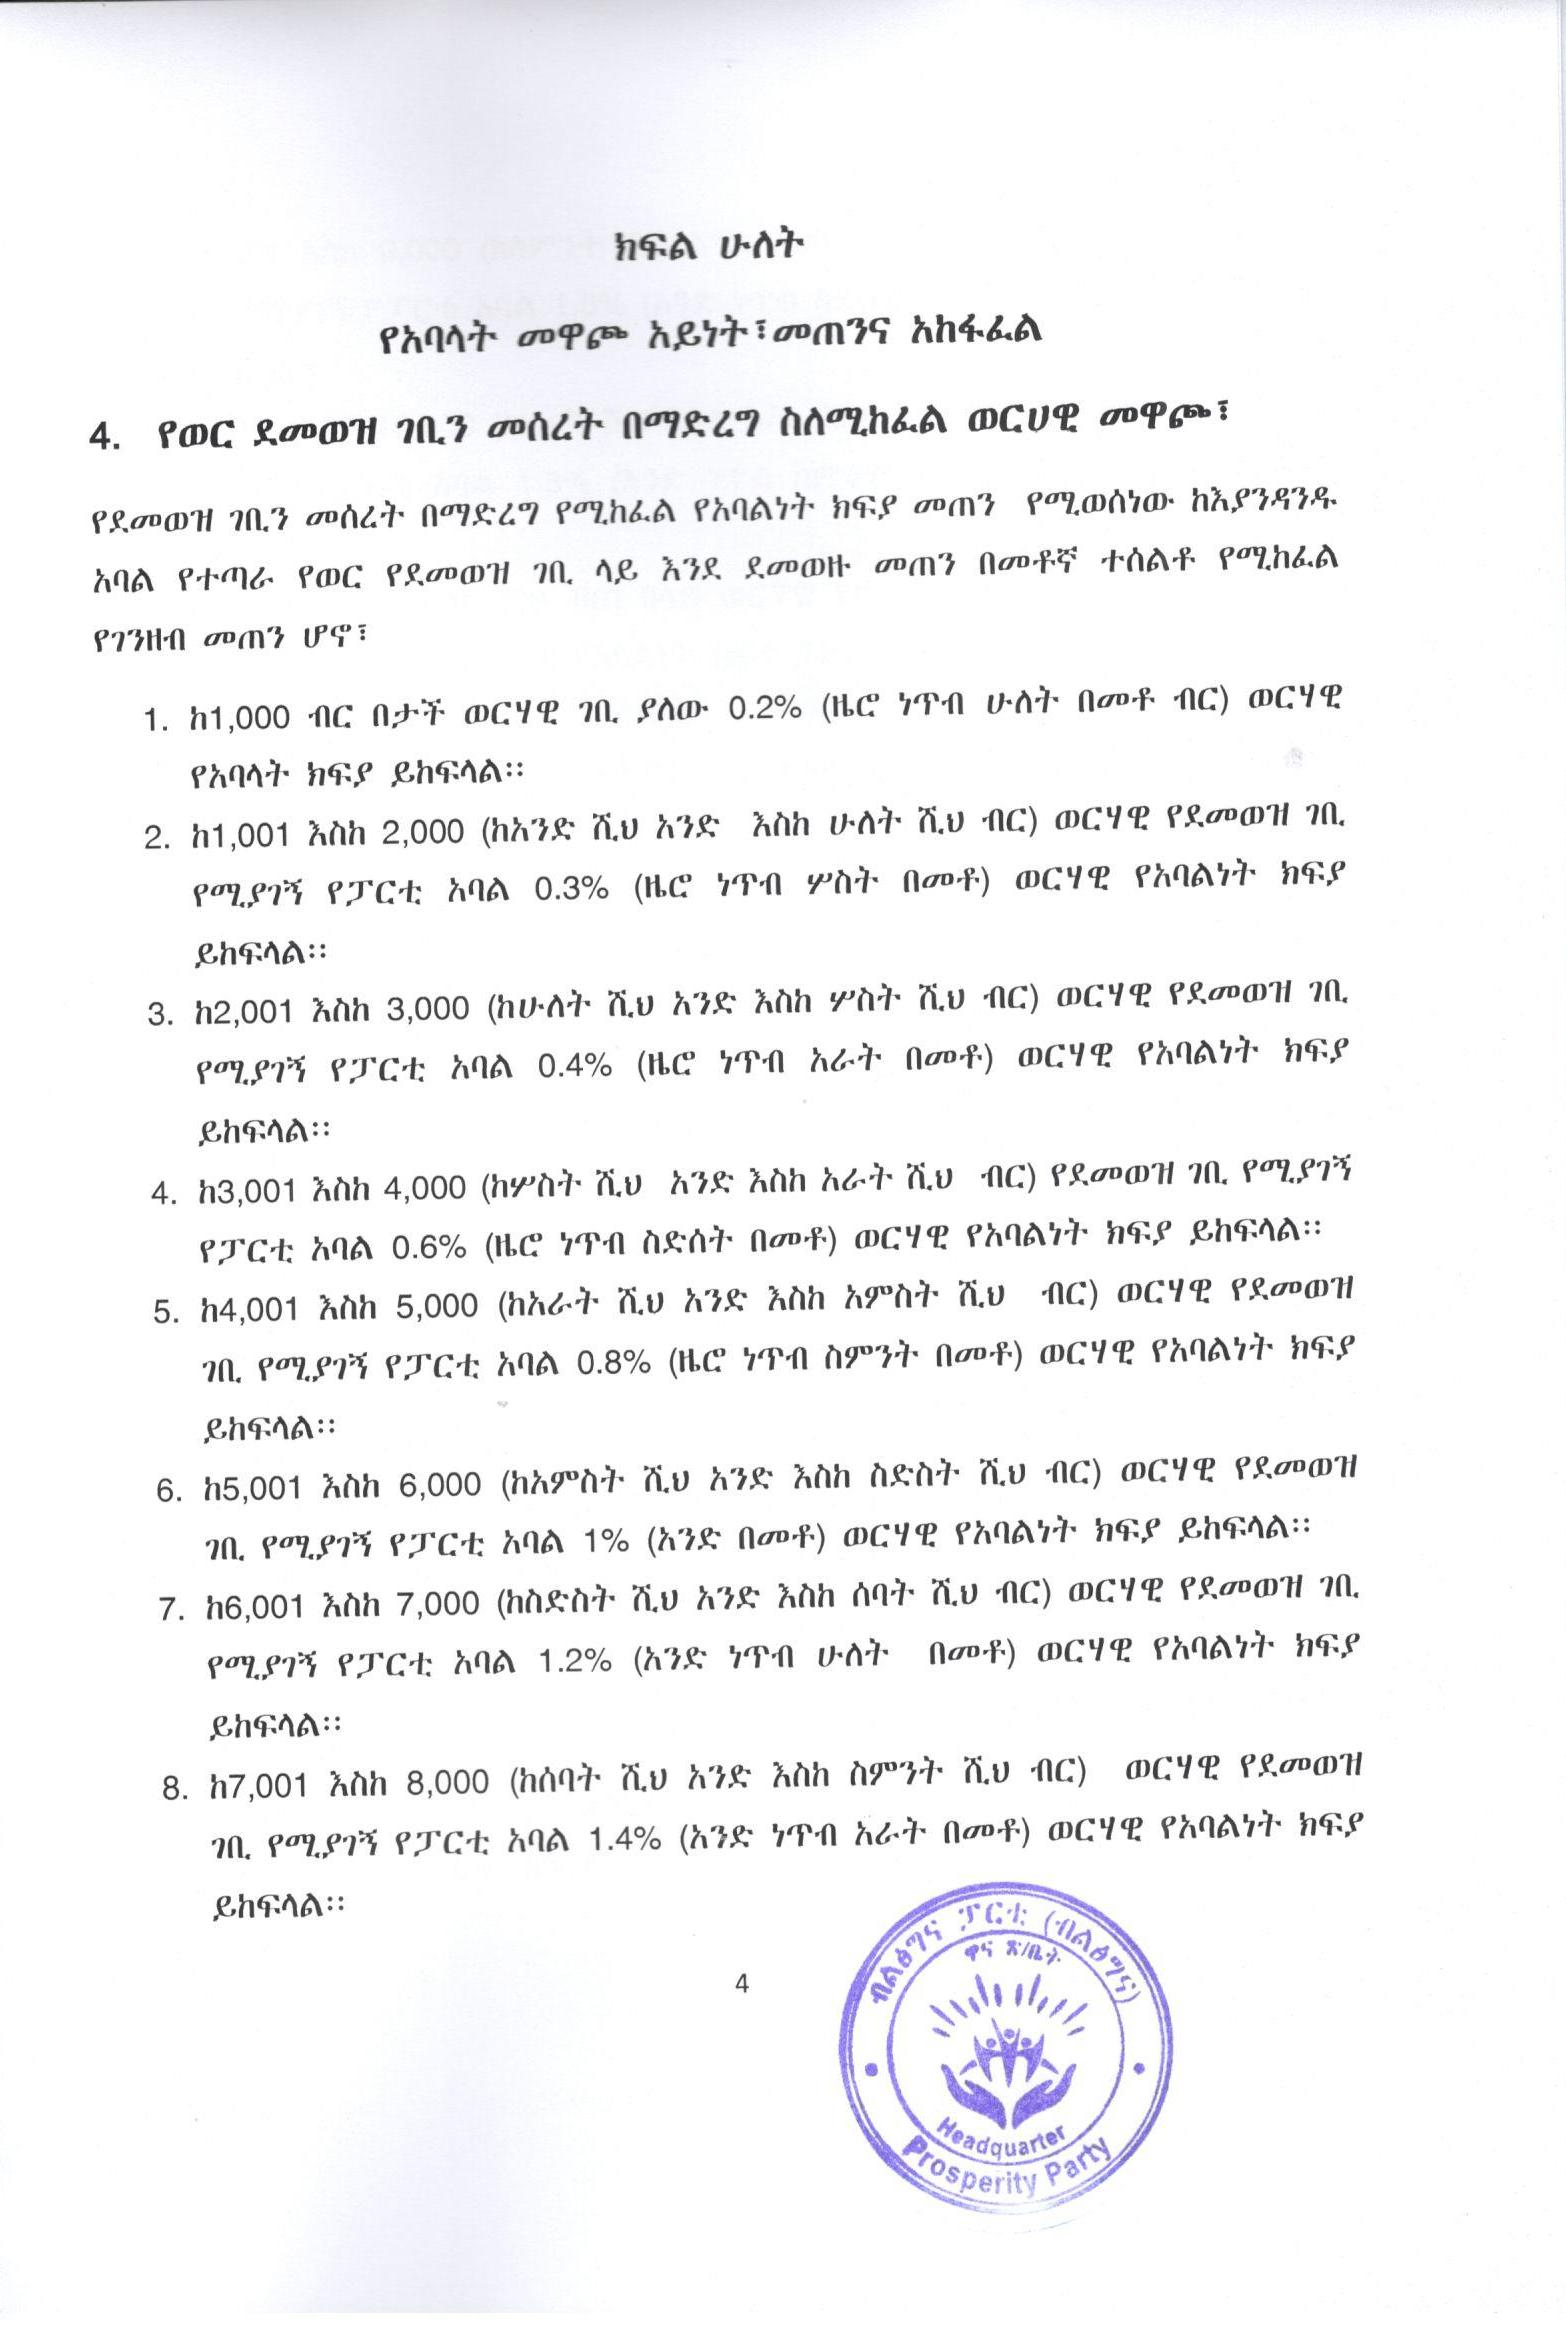 ክፍል ሁለት
የአባላት መዋጮ አይነት፣መጠንና አከፋፈል
4. የወር ደመወዝ ገቢን መሰረት በማድረግ ስለሚከፈል ወርሀዊ መዋጮ፣
የደመወዝ ገቢን መሰረት በማድረግ የሚከፈል የአባልነት ክፍያ መጠን የሚወሰነው ከእያንዳንዱ
አባል የተጣራ የወር የደመወዝ ገቢ ላይ እንደ ደመወዙ መጠን በመቶኛ ተሰልቶ የሚከፈል
የገንዘብ መጠን ሆኖ፣
1. ከ1,000 ብር በታች ወርሃዊ ገቢ ያለው 0.2% (ዜሮ ነጥብ ሁለት በመቶ ብር) ወርሃዊ
የአባላት ክፍያ ይከፍላል፡፡
2. ከ1,001 እስከ 2,000 (ከአንድ ሺህ አንድ እስከ ሁለት ሺህ ብር) ወርሃዊ የደመወዝ ገቢ
የሚያገኝ የፓርቲ አባል 0.3% (ዜሮ ነጥብ ሦስት በመቶ) ወርሃዊ የአባልነት ክፍያ
ይከፍላል፡፡
3. ከ2,001 እስከ 3,000 (ከሁለት ሺህ አንድ እስከ ሦስት ሺህ ብር) ወርሃዊ የደመወዝ ገቢ
የሚያገኝ የፓርቲ አባል 0.4% (ዜሮ ነጥብ አራት በመቶ) ወርሃዊ የአባልነት ክፍያ
ይከፍላል፡፡
4. ከ3,001 እስከ 4,000 (ከሦስት ሺህ አንድ እስከ አራት ሺህ ብር) የደመወዝ ገቢ የሚያገኝ
የፓርቲ አባል 0.6% (ዜሮ ነጥብ ስድሰት በመቶ) ወርሃዊ የአባልነት ክፍያ ይከፍላል፡፡
5. ከ4,001 እስከ 5,000 (ከአራት ሺህ አንድ እስከ አምስት ሺህ ብር) ወርሃዊ የደመወዝ
ገቢ የሚያገኝ የፓርቲ አባል 0.8% (ዜሮ ነጥብ ስምንት በመቶ) ወርሃዊ የአባልነት ክፍያ
ይከፍላል፡፡
6. ከ5,001 እስከ 6,000 (ከአምስት ሺህ አንድ እስከ ስድስት ሺህ ብር) ወርሃዊ የደመወዝ
ገቢ የሚያገኝ የፓርቲ አባል 1% (አንድ በመቶ) ወርሃዊ የአባልነት ክፍያ ይከፍላል፡፡
7. ከ6,001 እስከ 7,000 (ከስድስት ሺህ አንድ እስከ ሰባት ሺህ ብር) ወርሃዊ የደመወዝ ገቢ
የሚያገኝ የፓርቲ አባል 1.2% (አንድ ነጥብ ሁለት በመቶ) ወርሃዊ የአባልነት ክፍያ
ይከፍላል፡፡
8. ከ7,001 እስከ 8,000 (ከሰባት ሺህ አንድ እስከ ስምንት ሺህ ብር) ወርሃዊ የደመወዝ
ገቢ የሚያገኝ የፓርቲ አባል 1.4% (አንድ ነጥብ አራት በመቶ) ወርሃዊ የአባልነት ክፍያ
ይከፍላል፡፡
4
ብልፅግና ፓርቲ (ብልፅግና)
ዋና ጽ/ቤት
Headquarter
Prosperity Party